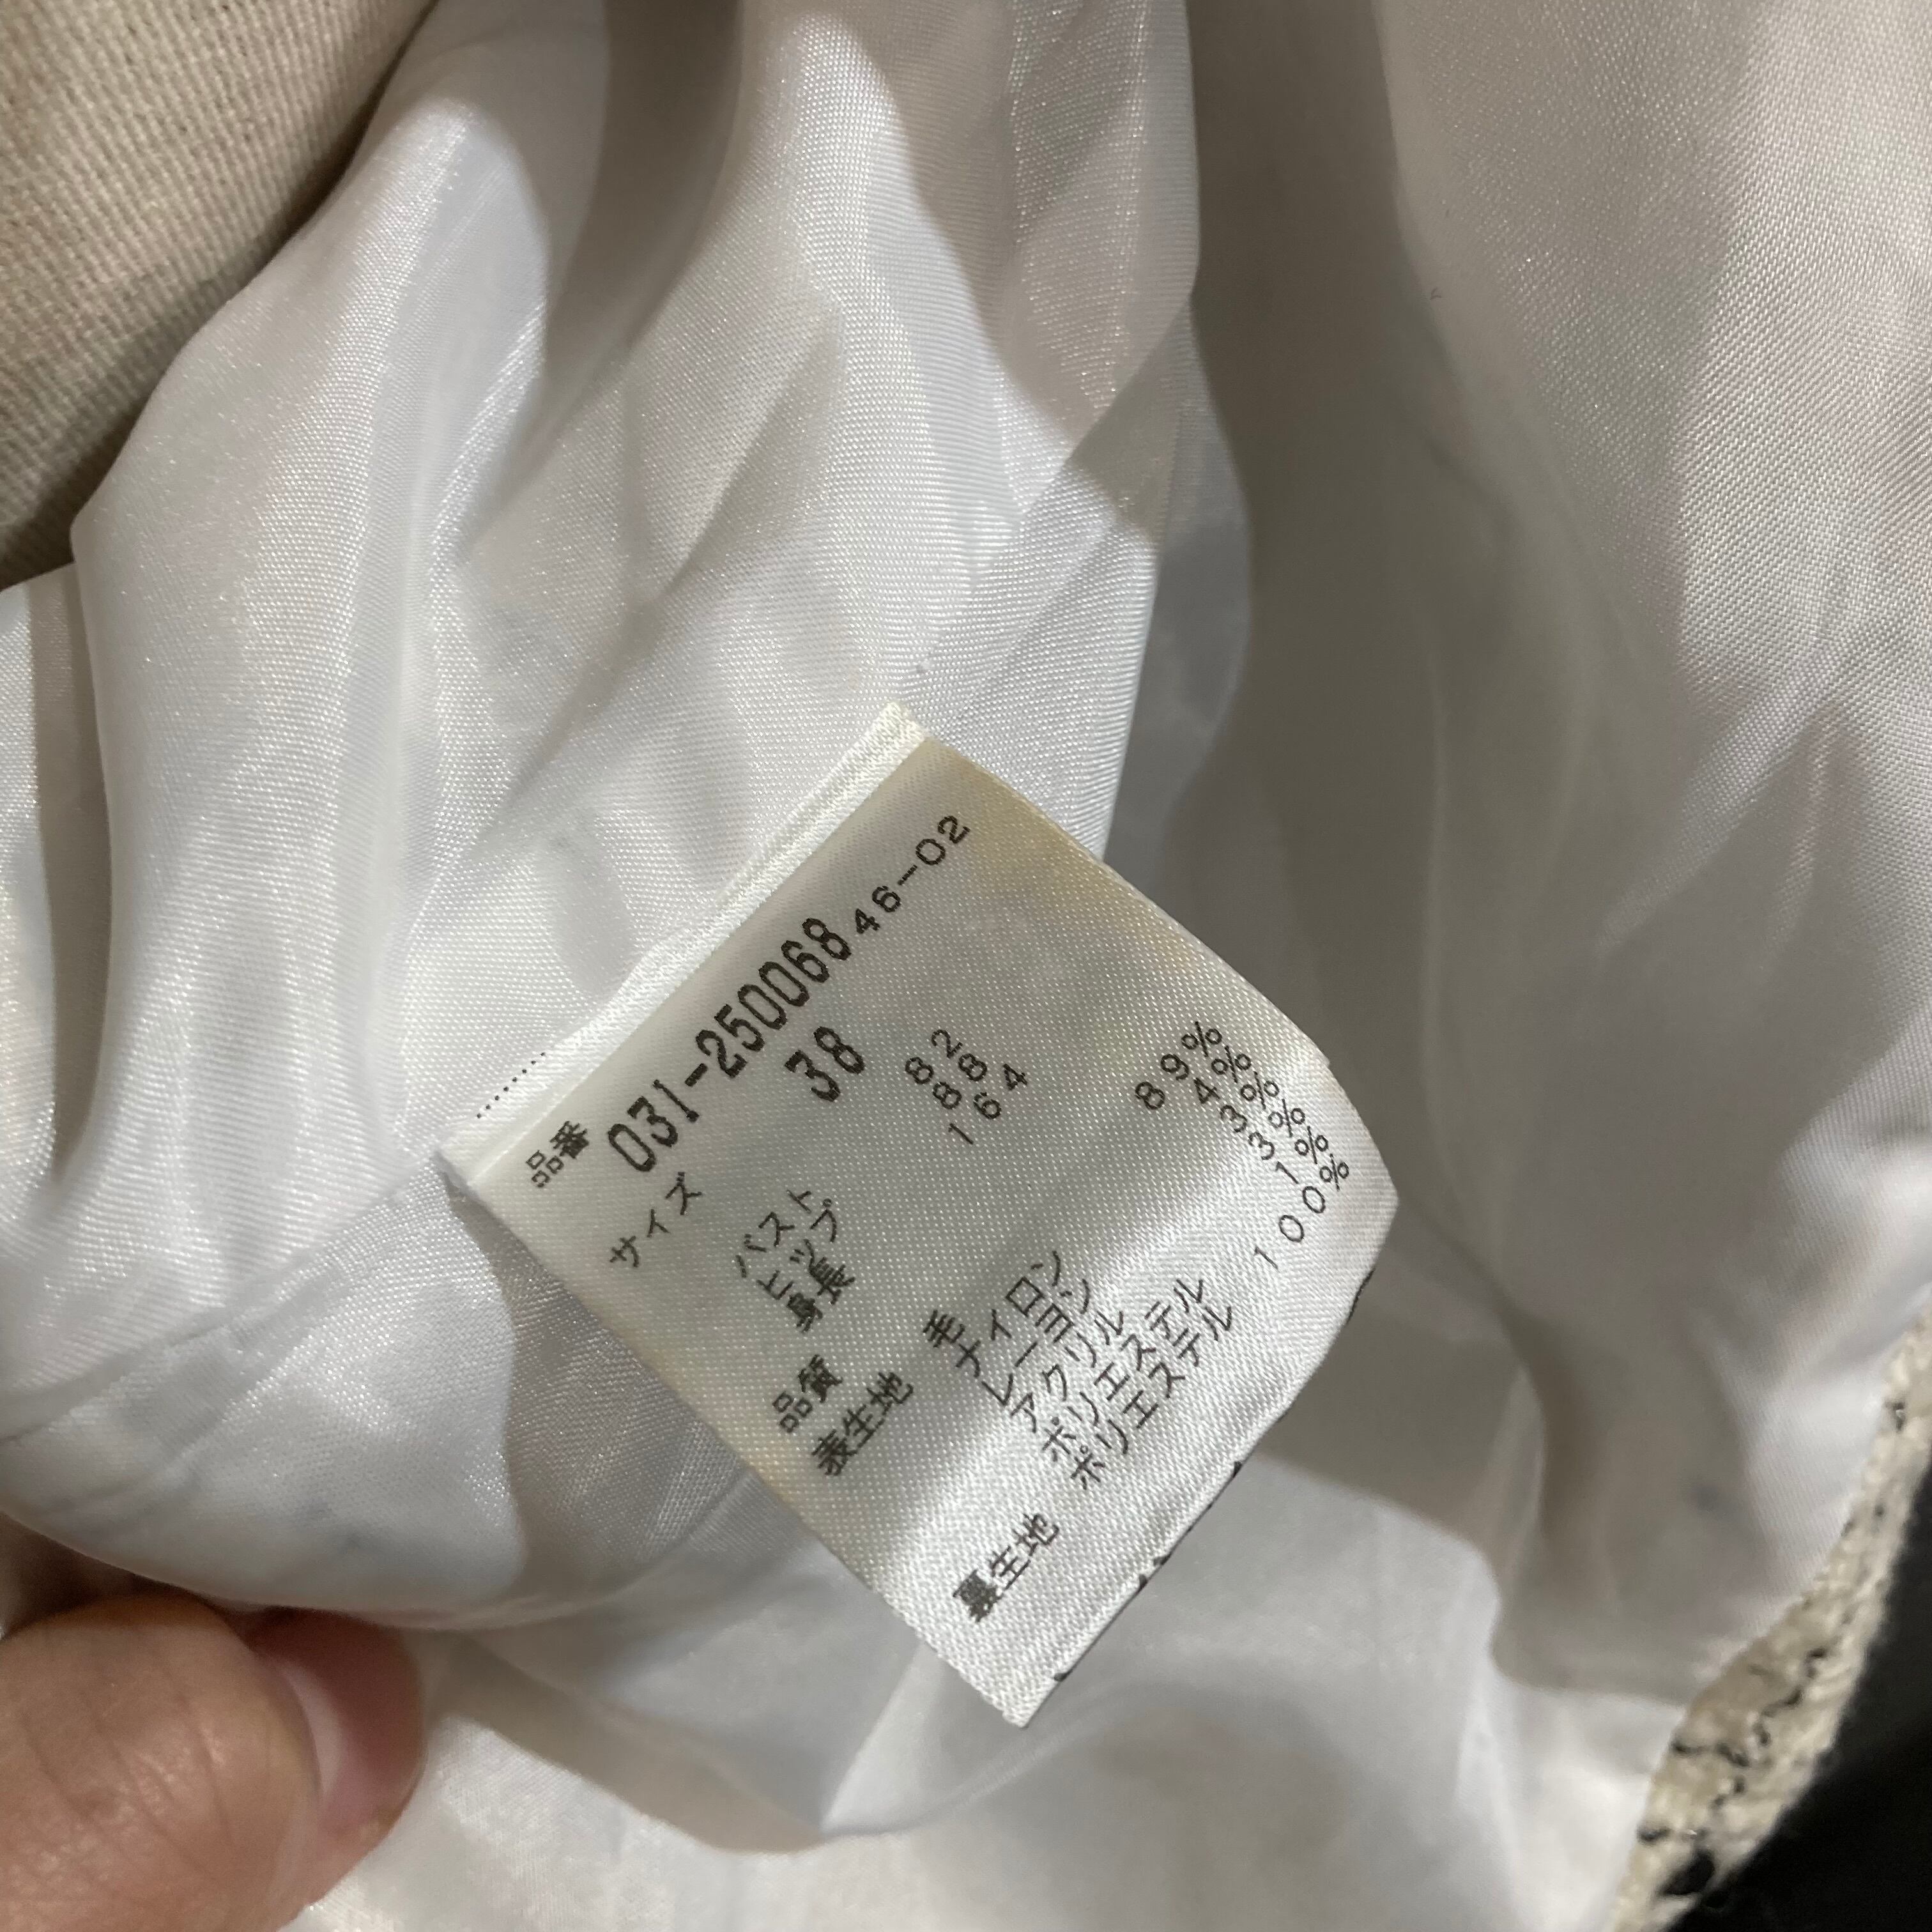 品番 031-250068 46-02
サイズ 38
バスト 82
ヒップ 88
身長 164
品質
表生地 毛 89%
ナイロン 4%
レーヨン 3%
アクリル 3%
ポリエステル 1%
裏生地 ポリエステル 100%